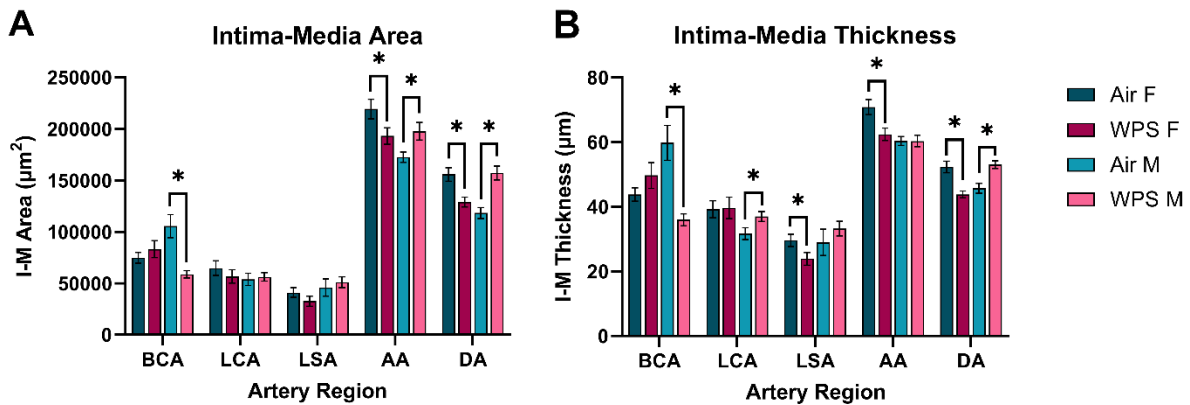 A
Intima-Media Area
I-M Area (µm²)
250000
200000
150000
100000
50000
0
*
*
*
*
*
BCA
LCA
LSA
AA
DA
Artery Region
B
Intima-Media Thickness
I-M Thickness (µm)
80
60
40
20
0
*
*
*
*
*
*
BCA
LCA
LSA
AA
DA
Artery Region
Air F
WPS F
Air M
WPS M